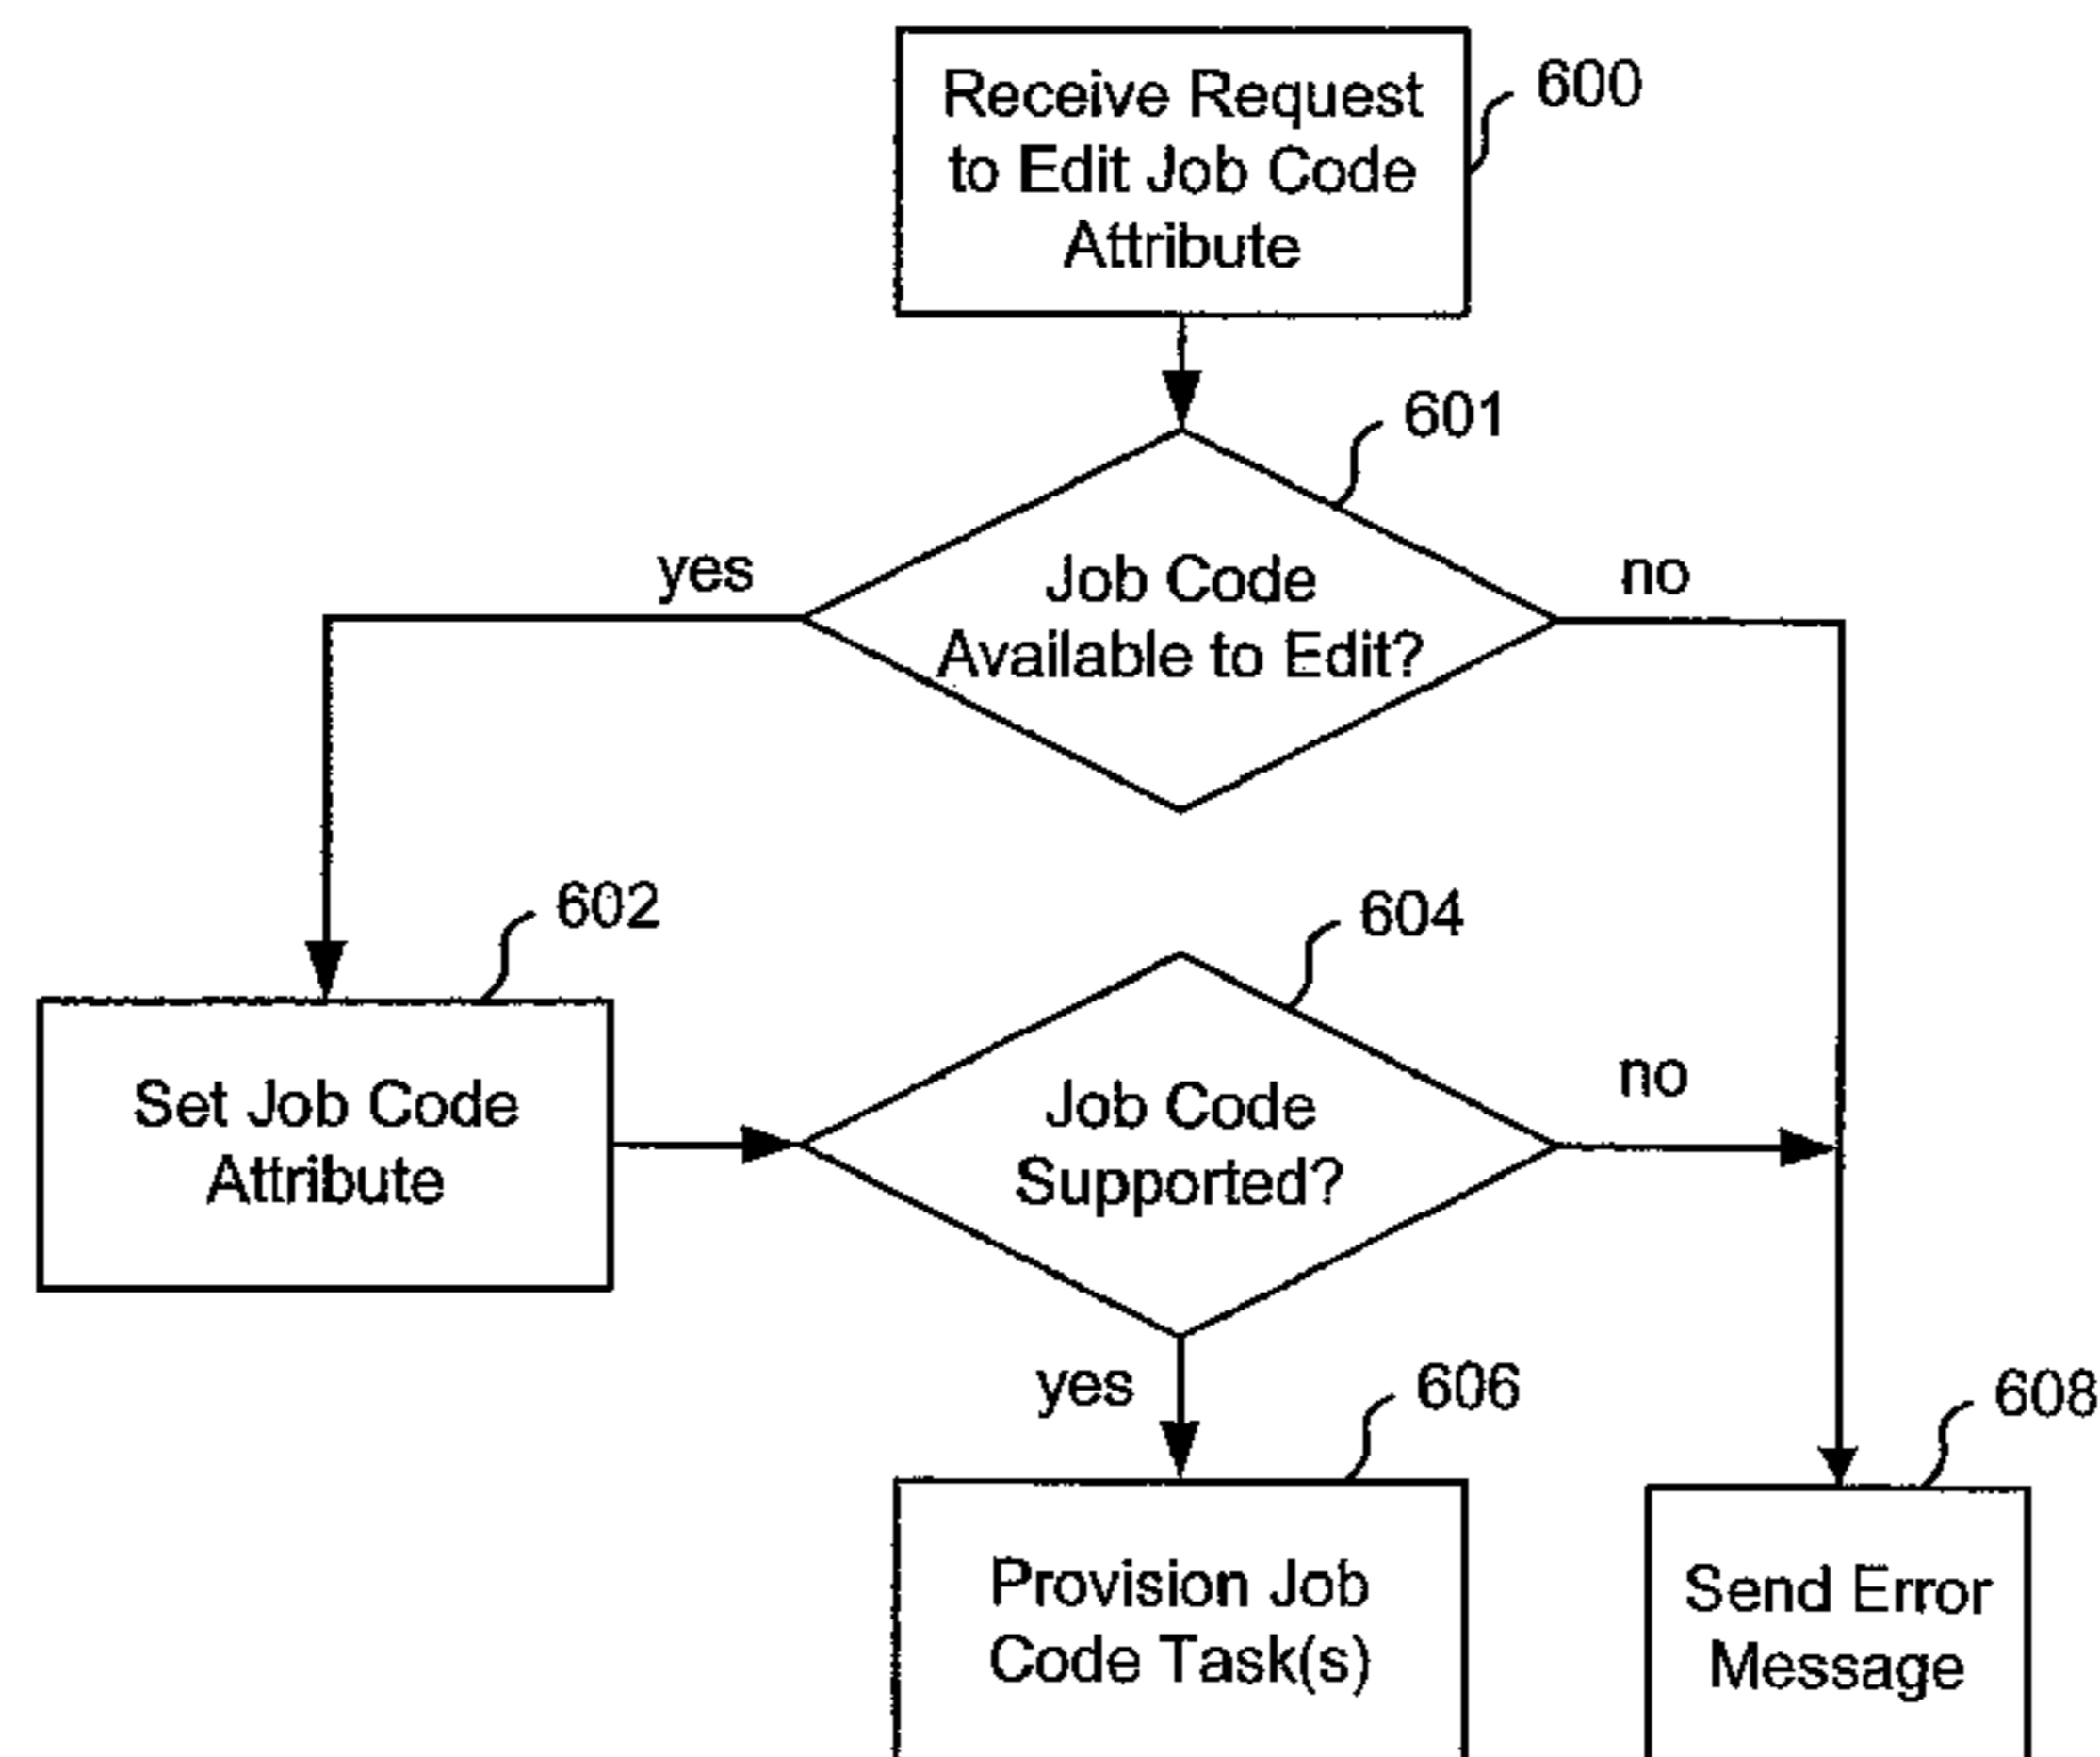 Receive Request
to Edit Job Code
Attribute
600
601
Job Code
Available to Edit?
yes
no
602
Set Job Code
Attribute
604
Job Code
Supported?
no
yes
606
Provision Job
Code Task(s)
608
Send Error
Message